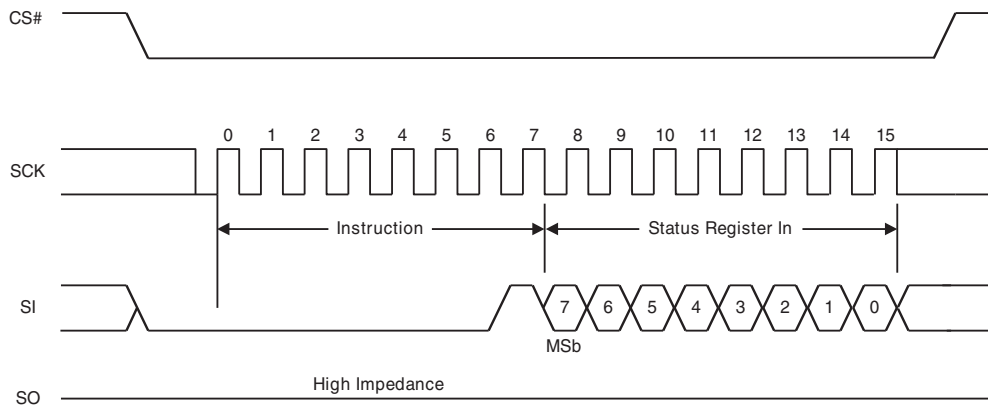 CS#
0 1 2 3 4 5 6 7 8 9 10 11 12 13 14 15
SCK
Instruction Status Register In
SI 7 6 5 4 3 2 1 0
MSb
High Impedance
SO